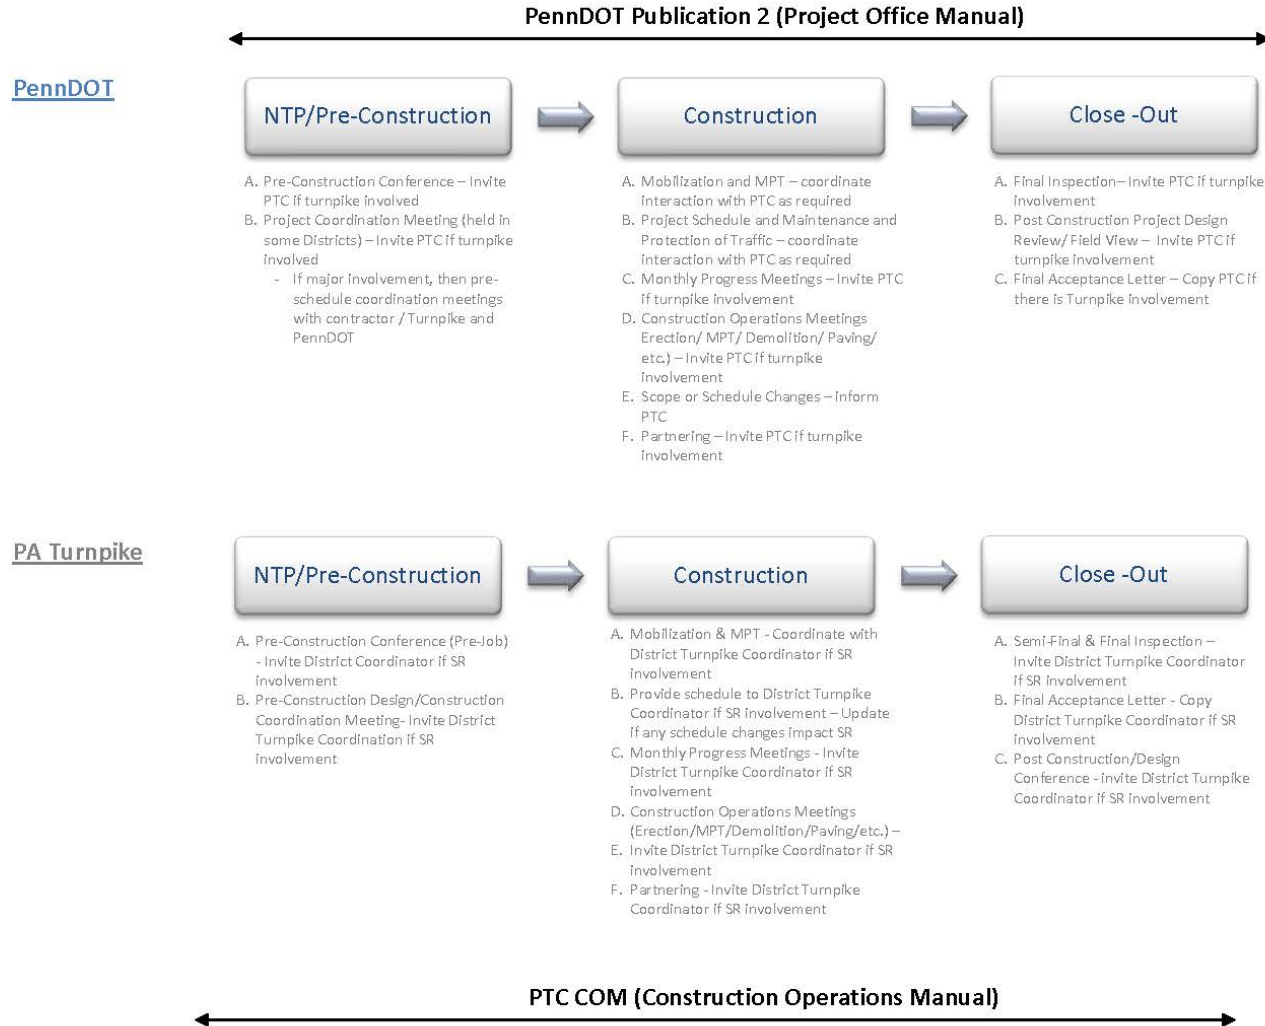 PennDOT Publication 2 (Project Office Manual)
PennDOT
NTP/Pre-Construction
Construction
Close -Out
A. Pre-Construction Conference – Invite
PTC if turnpike involved
B. Project Coordination Meeting (held in
some Districts) – Invite PTC if turnpike
involved
- If major involvement, then pre-
schedule coordination meetings
with contractor / Turnpike and
PennDOT
A. Mobilization and MPT – coordinate
interaction with PTC as required
B. Project Schedule and Maintenance and
Protection of Traffic – coordinate
interaction with PTC as required
C. Monthly Progress Meetings – Invite PTC
if turnpike involvement
D. Construction Operations Meetings
Erection/ MPT/ Demolition/ Paving/
etc.) – Invite PTC if turnpike
involvement
E. Scope or Schedule Changes – inform
PTC
F. Partnering – Invite PTC if turnpike
involvement
A. Final Inspection– Invite PTC if turnpike
involvement
B. Post Construction Project Design
Review/ Field View – Invite PTC if
turnpike involvement
C. Final Acceptance Letter – Copy PTC if
there is Turnpike involvement
PA Turnpike
NTP/Pre-Construction
Construction
Close -Out
A. Pre-Construction Conference (Pre-Job)
- Invite District Coordinator if SR
involvement
B. Pre-Construction Design/Construction
Coordination Meeting- Invite District
Turnpike Coordination if SR
involvement
A. Mobilization & MPT - Coordinate with
District Turnpike Coordinator if SR
involvement
B. Provide schedule to District Turnpike
Coordinator if SR involvement – Update
if any schedule changes impact SR
C. Monthly Progress Meetings - Invite
District Turnpike Coordinator if SR
involvement
D. Construction Operations Meetings
(Erection/MPT/Demolition/Paving/etc.) –
E. Invite District Turnpike Coordinator if SR
involvement
F. Partnering - Invite District Turnpike
Coordinator if SR involvement
A. Semi-Final & Final Inspection –
Invite District Turnpike Coordinator
if SR involvement
B. Final Acceptance Letter - Copy
District Turnpike Coordinator if SR
involvement
C. Post Construction/Design
Conference - invite District Turnpike
Coordinator if SR involvement
PTC COM (Construction Operations Manual)